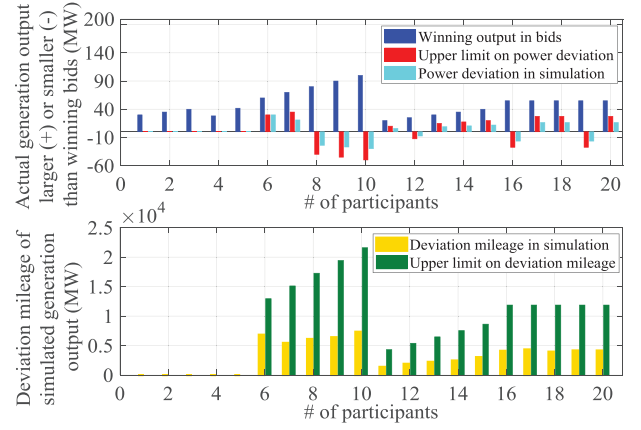 Actual generation output
larger (+) or smaller (-)
than winning bids (MW)
200
160
120
80
40
-10
-60
Winning output in bids
Upper limit on power deviation
Power deviation in simulation
0 2 4 6 8 10 12 14 16 18 20
# of participants
×10⁴
Deviation mileage of
simulated generation
output (MW)
2.5
2
1.5
1
0.5
0
Deviation mileage in simulation
Upper limit on deviation mileage
0 2 4 6 8 10 12 14 16 18 20
# of participants